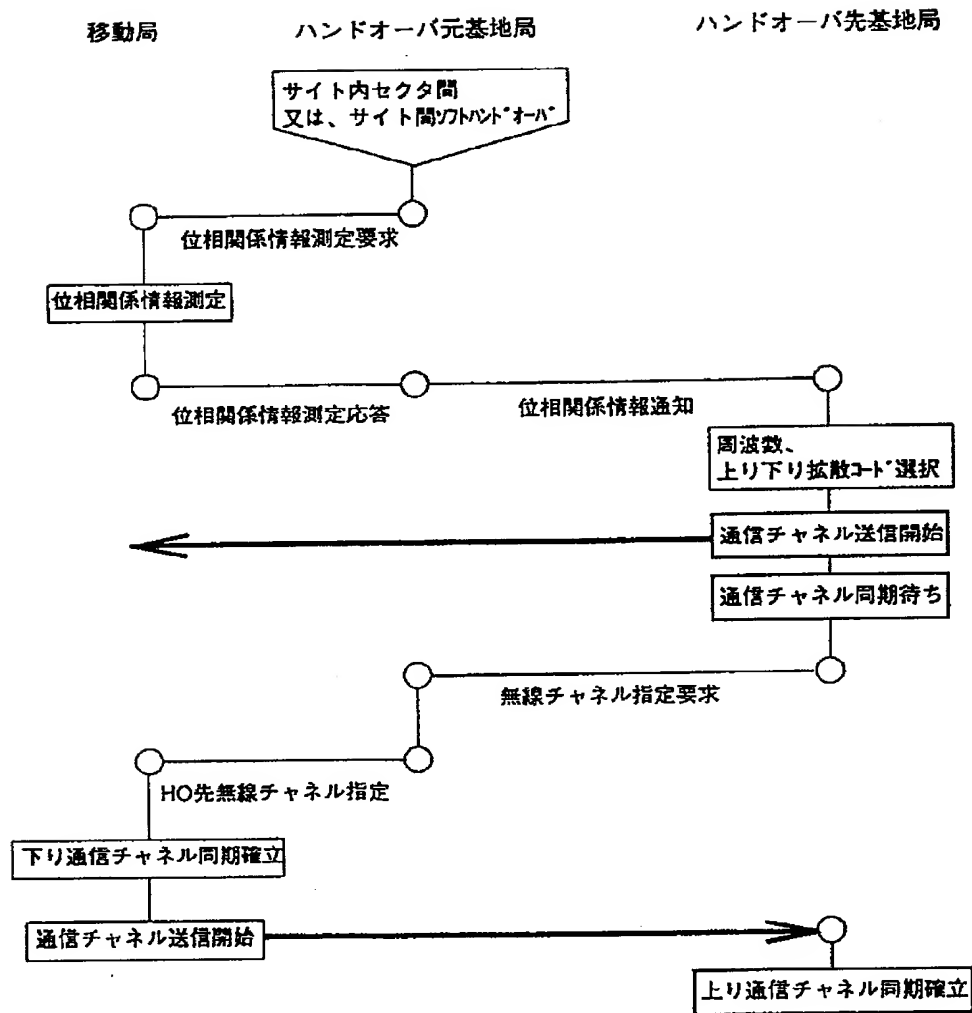 移動局
ハンドオーバ元基地局
ハンドオーバ先基地局
サイト内セクタ間
又は、サイト間ｿﾌﾄﾊﾝﾄﾞｵｰﾊﾞ
位相関係情報測定要求
位相関係情報測定
位相関係情報測定応答
位相関係情報通知
周波数、
上り下り拡散ｺｰﾄﾞ選択
通信チャネル送信開始
通信チャネル同期待ち
無線チャネル指定要求
HO先無線チャネル指定
下り通信チャネル同期確立
通信チャネル送信開始
上り通信チャネル同期確立